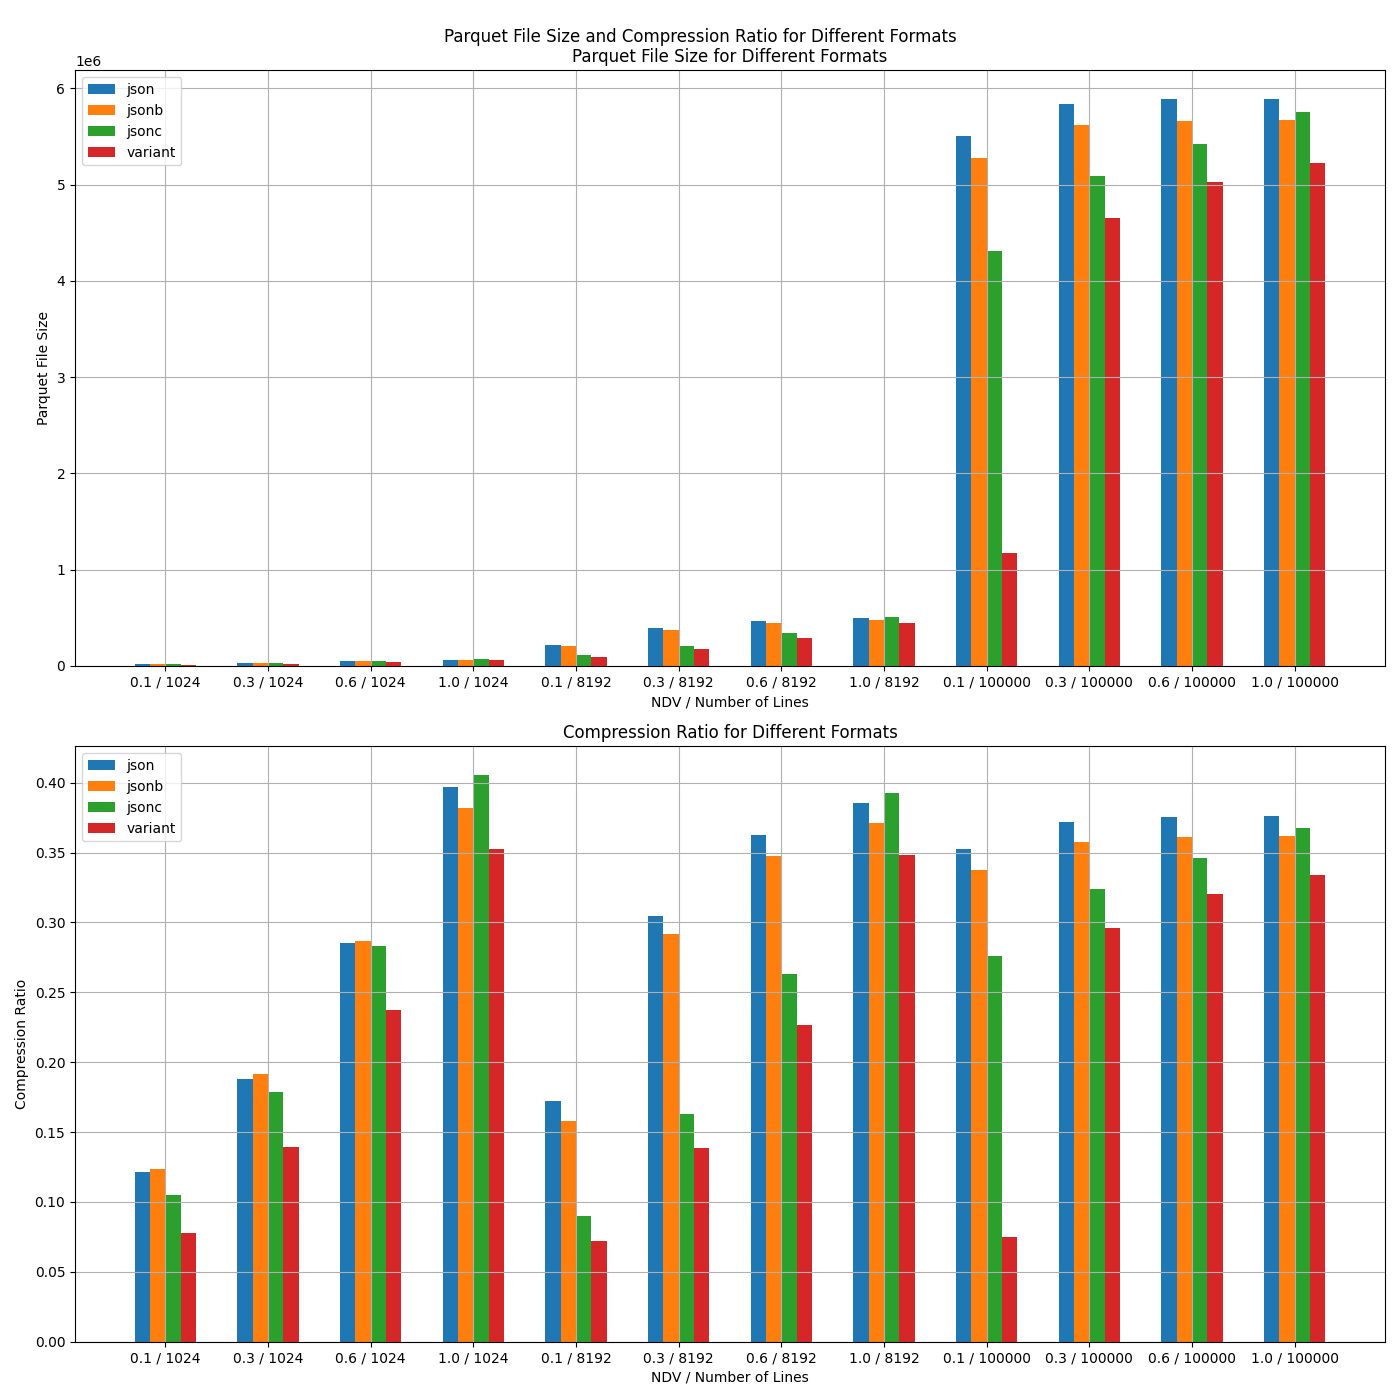 Parquet File Size and Compression Ratio for Different Formats
Parquet File Size for Different Formats
1e6
json
jsonb
jsonc
variant
6
5
4
3
2
1
0
Parquet File Size
0.1 / 1024 0.3 / 1024 0.6 / 1024 1.0 / 1024 0.1 / 8192 0.3 / 8192 0.6 / 8192 1.0 / 8192 0.1 / 100000 0.3 / 100000 0.6 / 100000 1.0 / 100000
NDV / Number of Lines
Compression Ratio for Different Formats
json
jsonb
jsonc
variant
0.40
0.35
0.30
0.25
0.20
0.15
0.10
0.05
0.00
Compression Ratio
0.1 / 1024 0.3 / 1024 0.6 / 1024 1.0 / 1024 0.1 / 8192 0.3 / 8192 0.6 / 8192 1.0 / 8192 0.1 / 100000 0.3 / 100000 0.6 / 100000 1.0 / 100000
NDV / Number of Lines